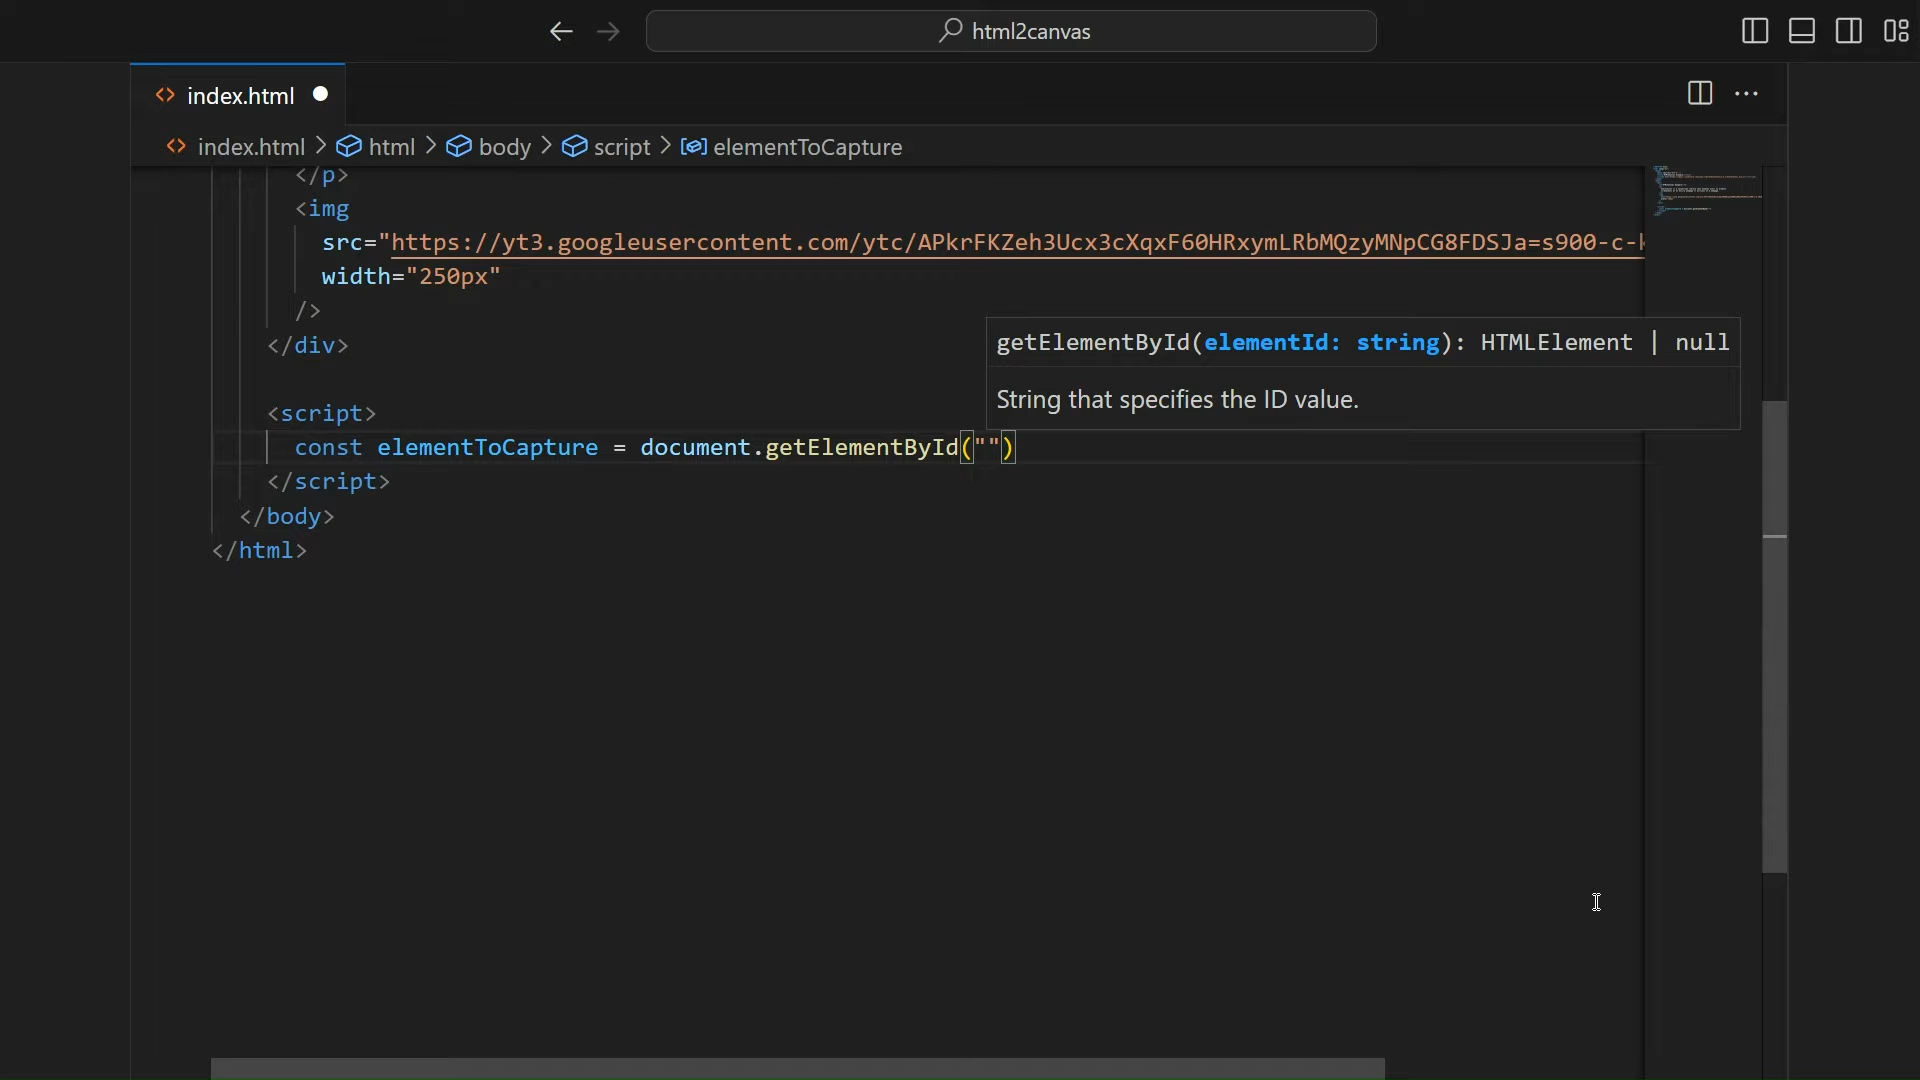 html2canvas
index.html
index.html > html > body > script > elementToCapture
</p>
<img
src="https://yt3.googleusercontent.com/ytc/APkrFKZeh3Ucx3cXqxF60HRxymLRbMQzyMNpCG8FDSJa=s900-c-k
width="250px"
/>
</div>
getElementById(elementId: string): HTMLElement | null
String that specifies the ID value.
<script>
const elementToCapture = document.getElementById("")
</script>
</body>
</html>